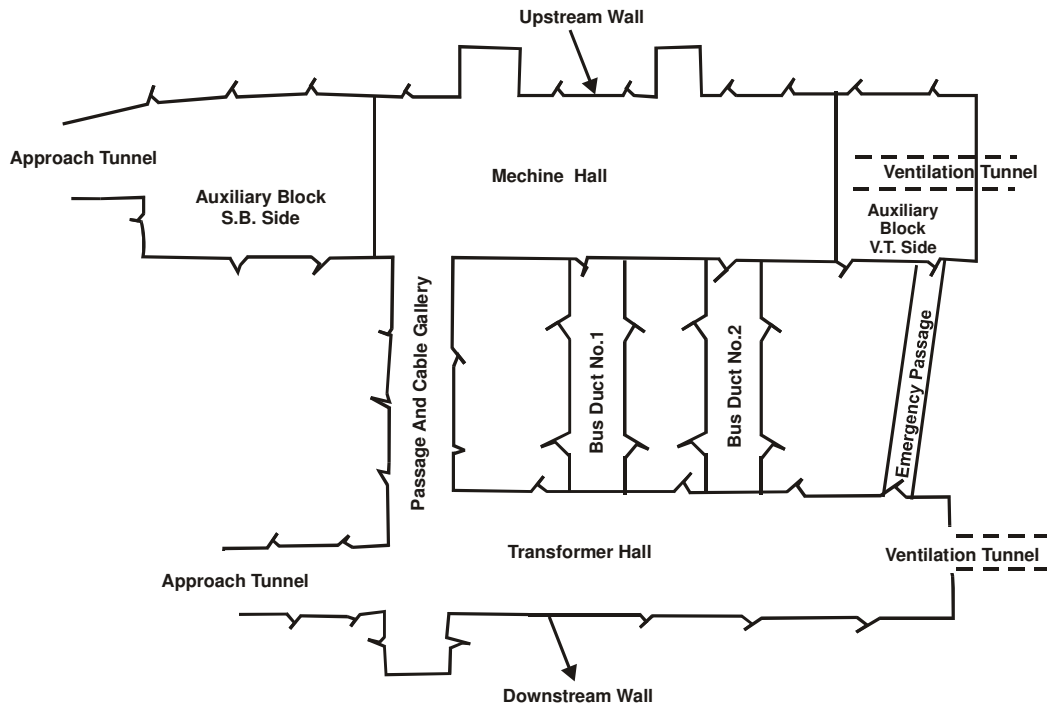 Upstream Wall
Approach Tunnel
Mechine Hall
Ventilation Tunnel
Auxiliary Block
S.B. Side
Auxiliary
Block
V.T. Side
Passage And Cable Gallery
Bus Duct No.1
Bus Duct No.2
Emergency Passage
Transformer Hall
Ventilation Tunnel
Approach Tunnel
Downstream Wall